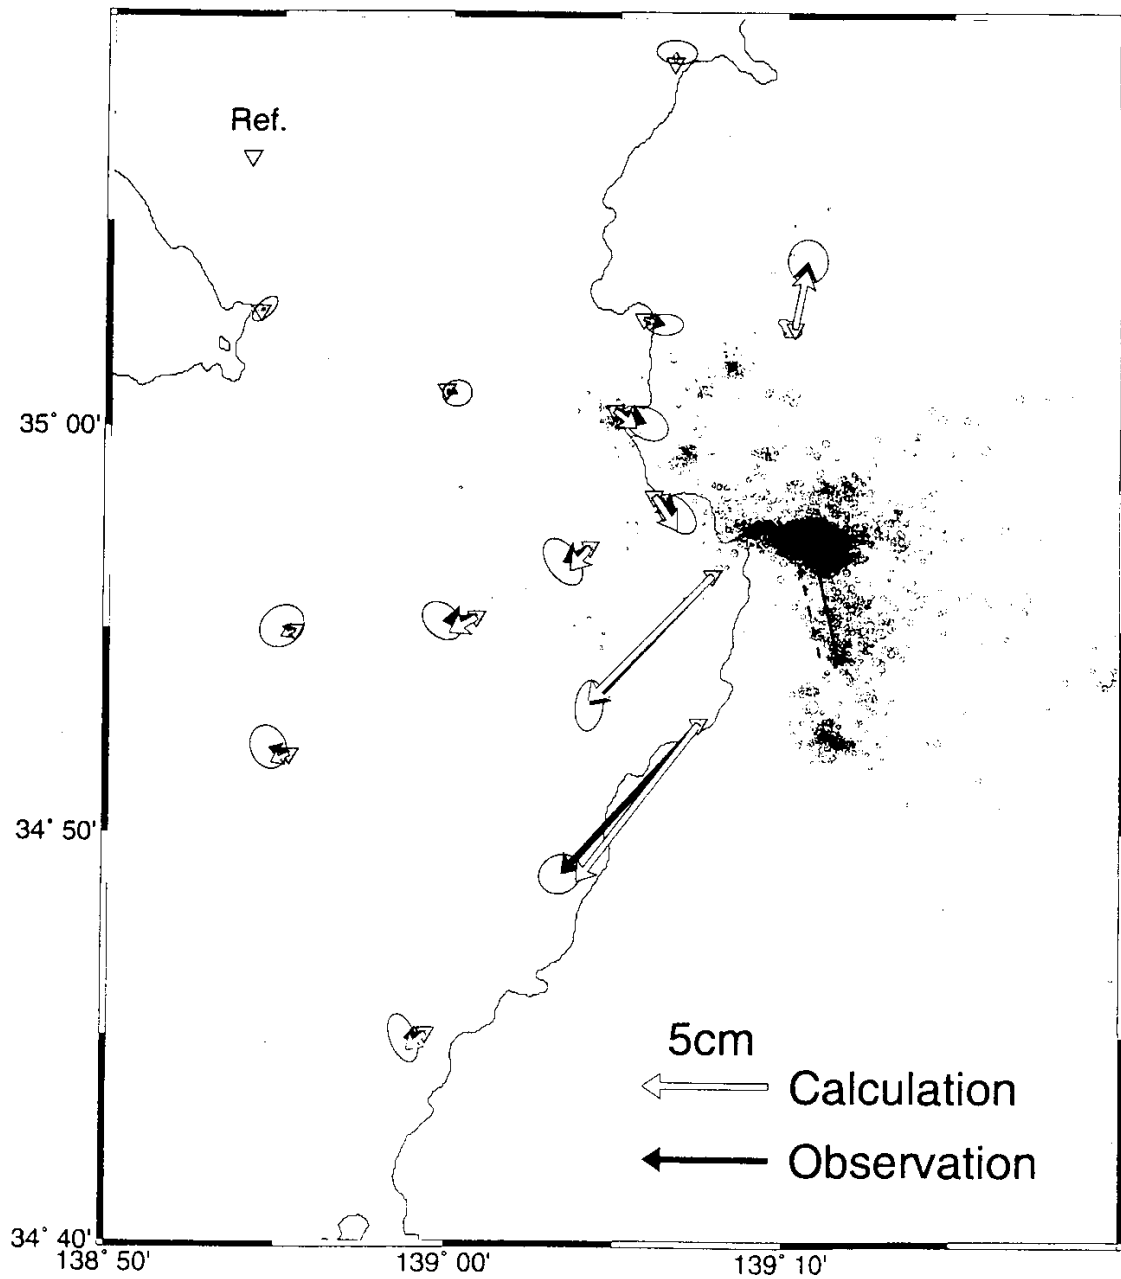 Ref.
35° 00'
34° 50'
5cm
Calculation
Observation
34° 40'
138° 50'
139° 00'
139° 10'